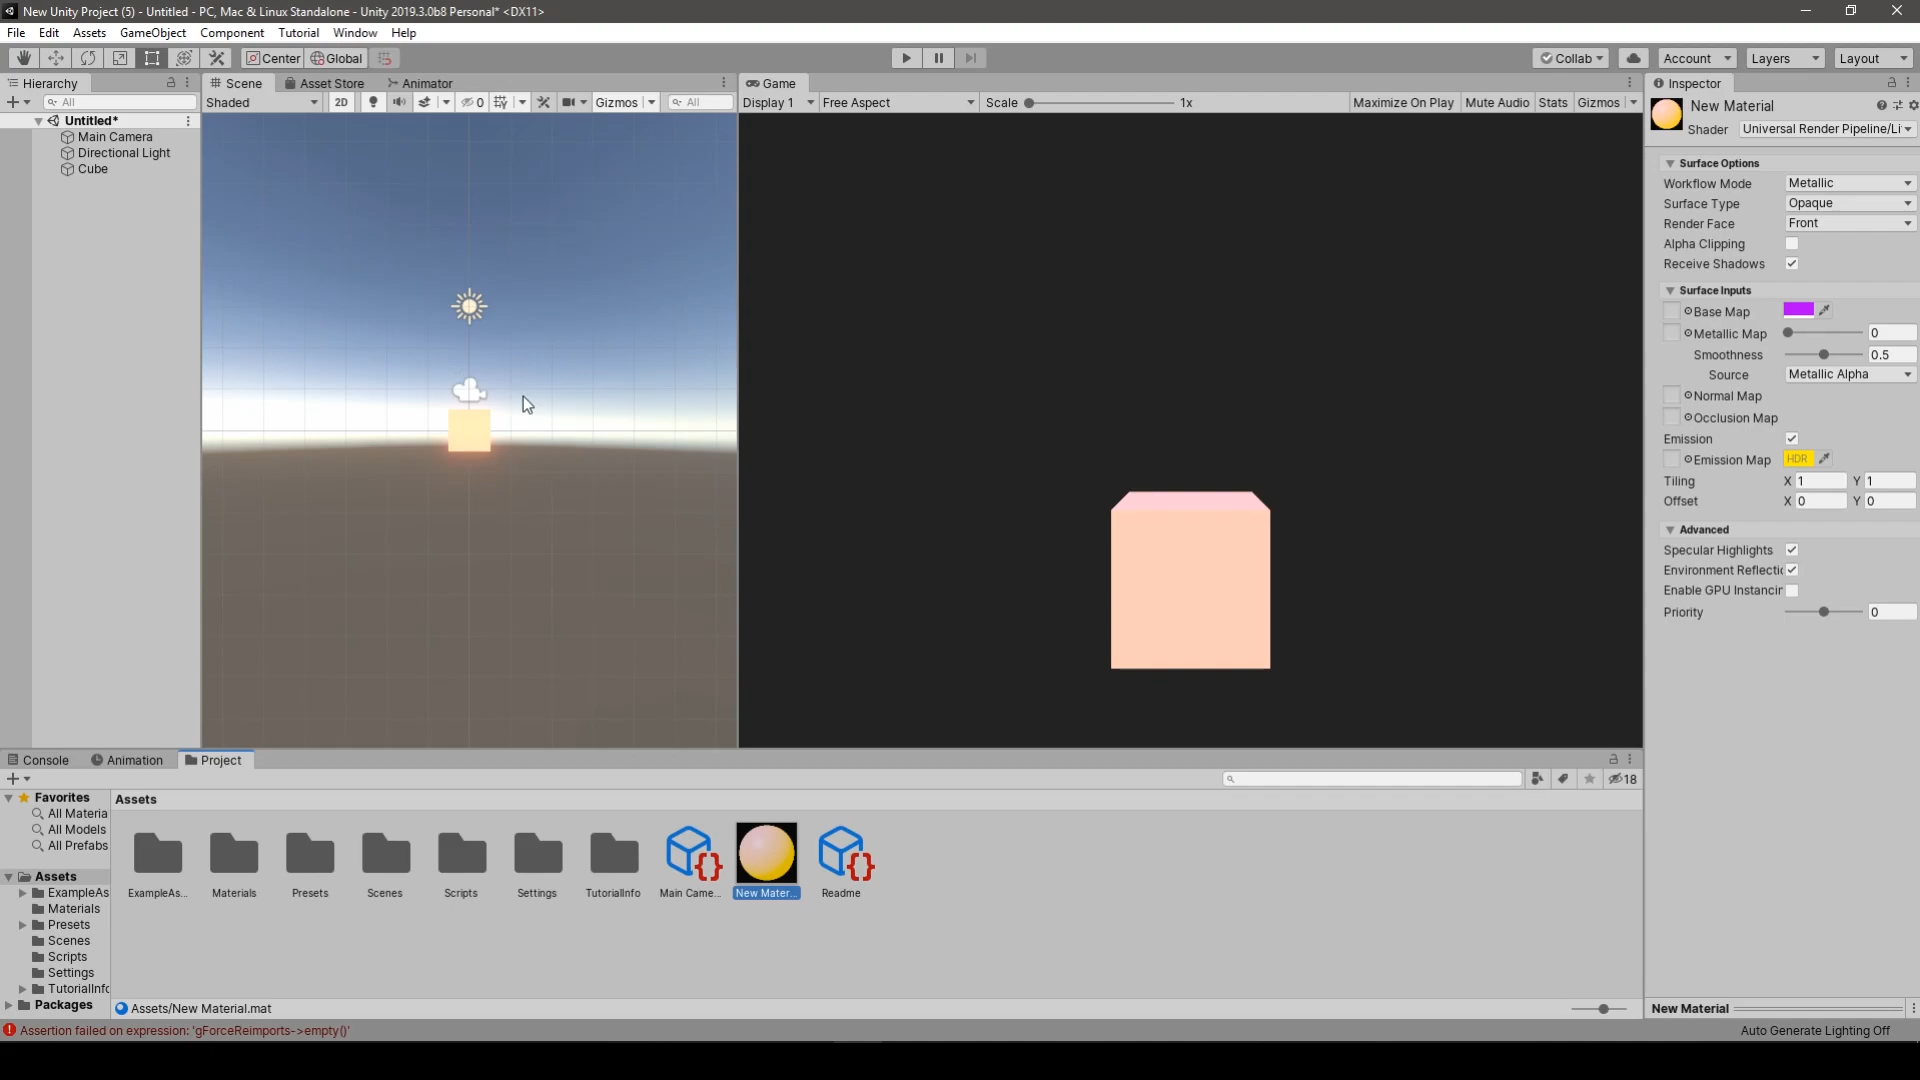 New Unity Project (5) - Untitled - PC, Mac & Linux Standalone - Unity 2019.3.0b8 Personal* <DX11>
File Edit Assets GameObject Component Tutorial Window Help
Center Global Collab Account Layers Layout
Hierarchy
All
Untitled*
Main Camera
Directional Light
Cube
Scene Asset Store Animator
Shaded 2D 0 Gizmos All
Game
Display 1 Free Aspect Scale 1x Maximize On Play Mute Audio Stats Gizmos
Inspector
New Material
Shader Universal Render Pipeline/Li
Surface Options
Workflow Mode Metallic
Surface Type Opaque
Render Face Front
Alpha Clipping
Receive Shadows
Surface Inputs
Base Map
Metallic Map 0
Smoothness 0.5
Source Metallic Alpha
Normal Map
Occlusion Map
Emission
Emission Map HDR
Tiling X 1 Y 1
Offset X 0 Y 0
Advanced
Specular Highlights
Environment Reflectic
Enable GPU Instancin
Priority 0
Console Animation Project
18
Favorites
All Materia
All Models
All Prefabs
Assets
ExampleAs
Materials
Presets
Scenes
Scripts
Settings
TutorialInfo
Packages
Assets
ExampleAs... Materials Presets Scenes Scripts Settings TutorialInfo Main Came... New Mater... Readme
Assets/New Material.mat
New Material
Assertion failed on expression: 'gForceReimports->empty()'
Auto Generate Lighting Off